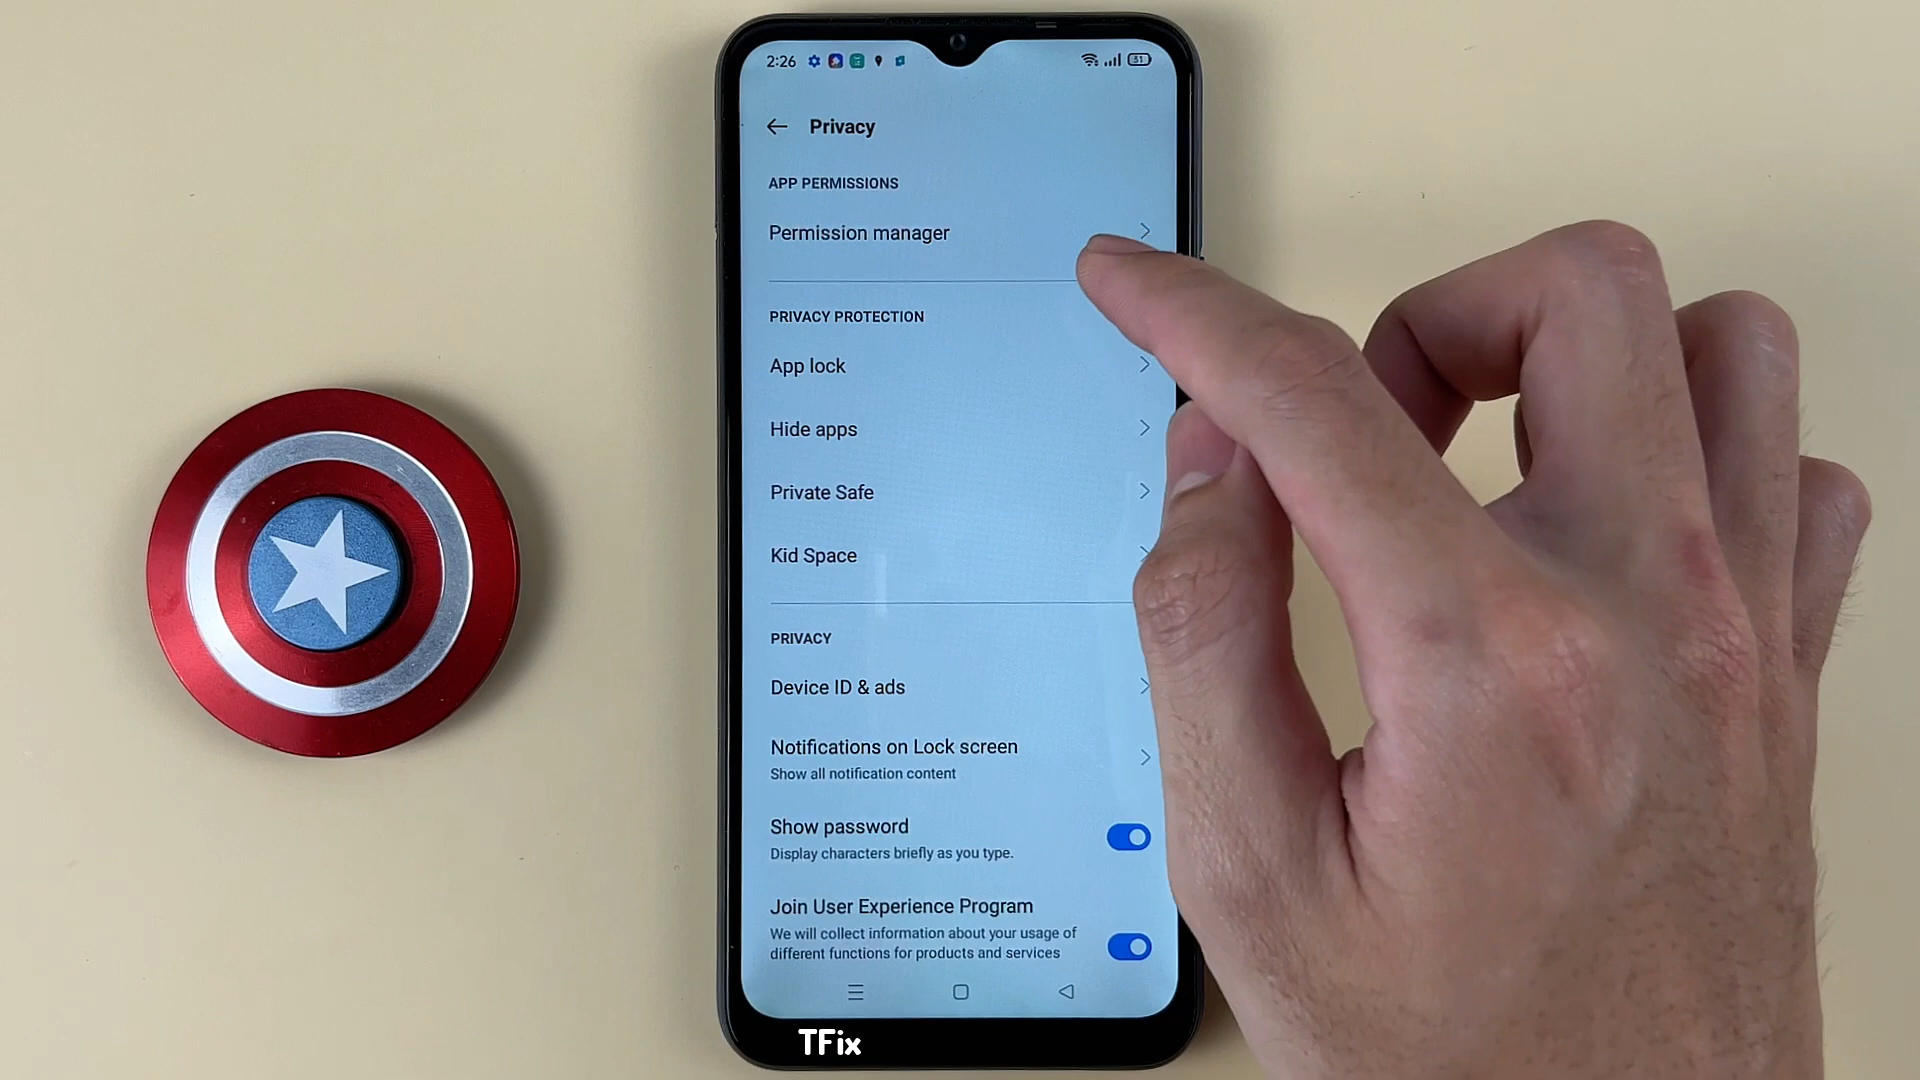 2:26
31
Privacy
APP PERMISSIONS
Permission manager
PRIVACY PROTECTION
App lock
Hide apps
Private Safe
Kid Space
PRIVACY
Device ID & ads
Notifications on Lock screen
Show all notification content
Show password
Display characters briefly as you type.
Join User Experience Program
We will collect information about your usage of
different functions for products and services
TFix